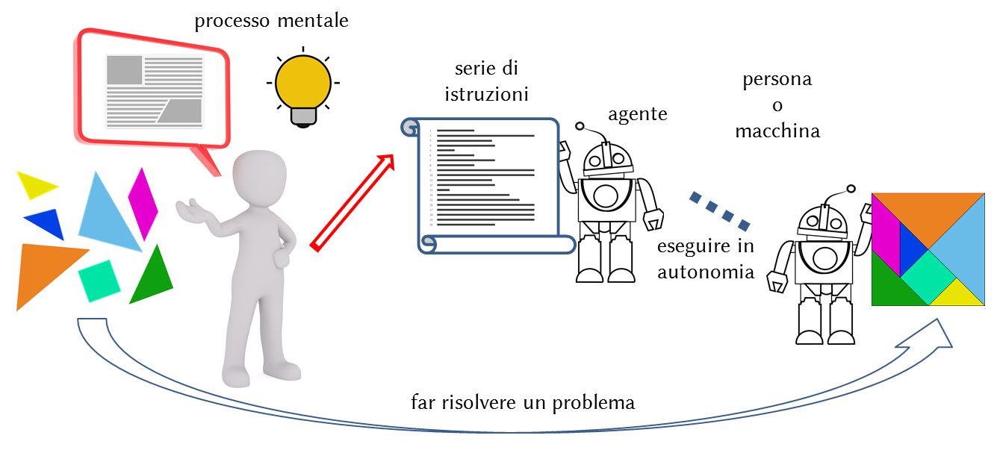 processo mentale
serie di
istruzioni
agente
persona
o
macchina
eseguire in
autonomia
far risolvere un problema